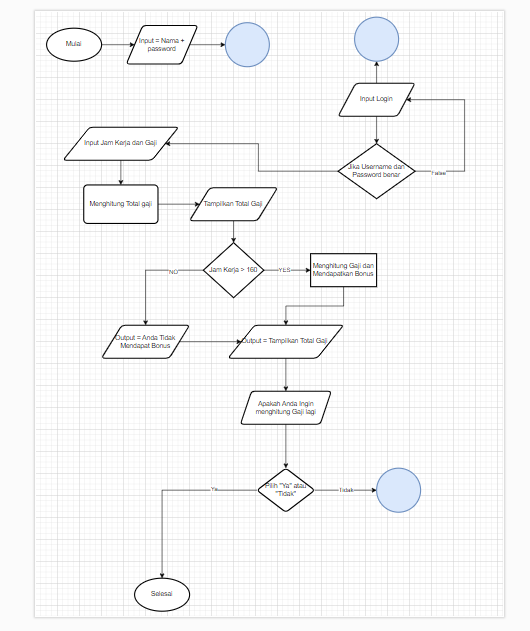 Mulai
Input = Nama +
password
Input Login
Input Jam Kerja dan Gaji
Jika Username dan
Password benar
False
Menghitung Total gaji
Tampilkan Total Gaji
Jam Kerja > 160
NO
YES
Menghitung Gaji dan
Mendapatkan Bonus
Output = Anda Tidak
Mendapat Bonus
Output = Tampilkan Total Gaji
Apakah Anda Ingin
menghitung Gaji lagi
Pilih "Ya" atau
"Tidak"
Ya
Tidak
Selesai